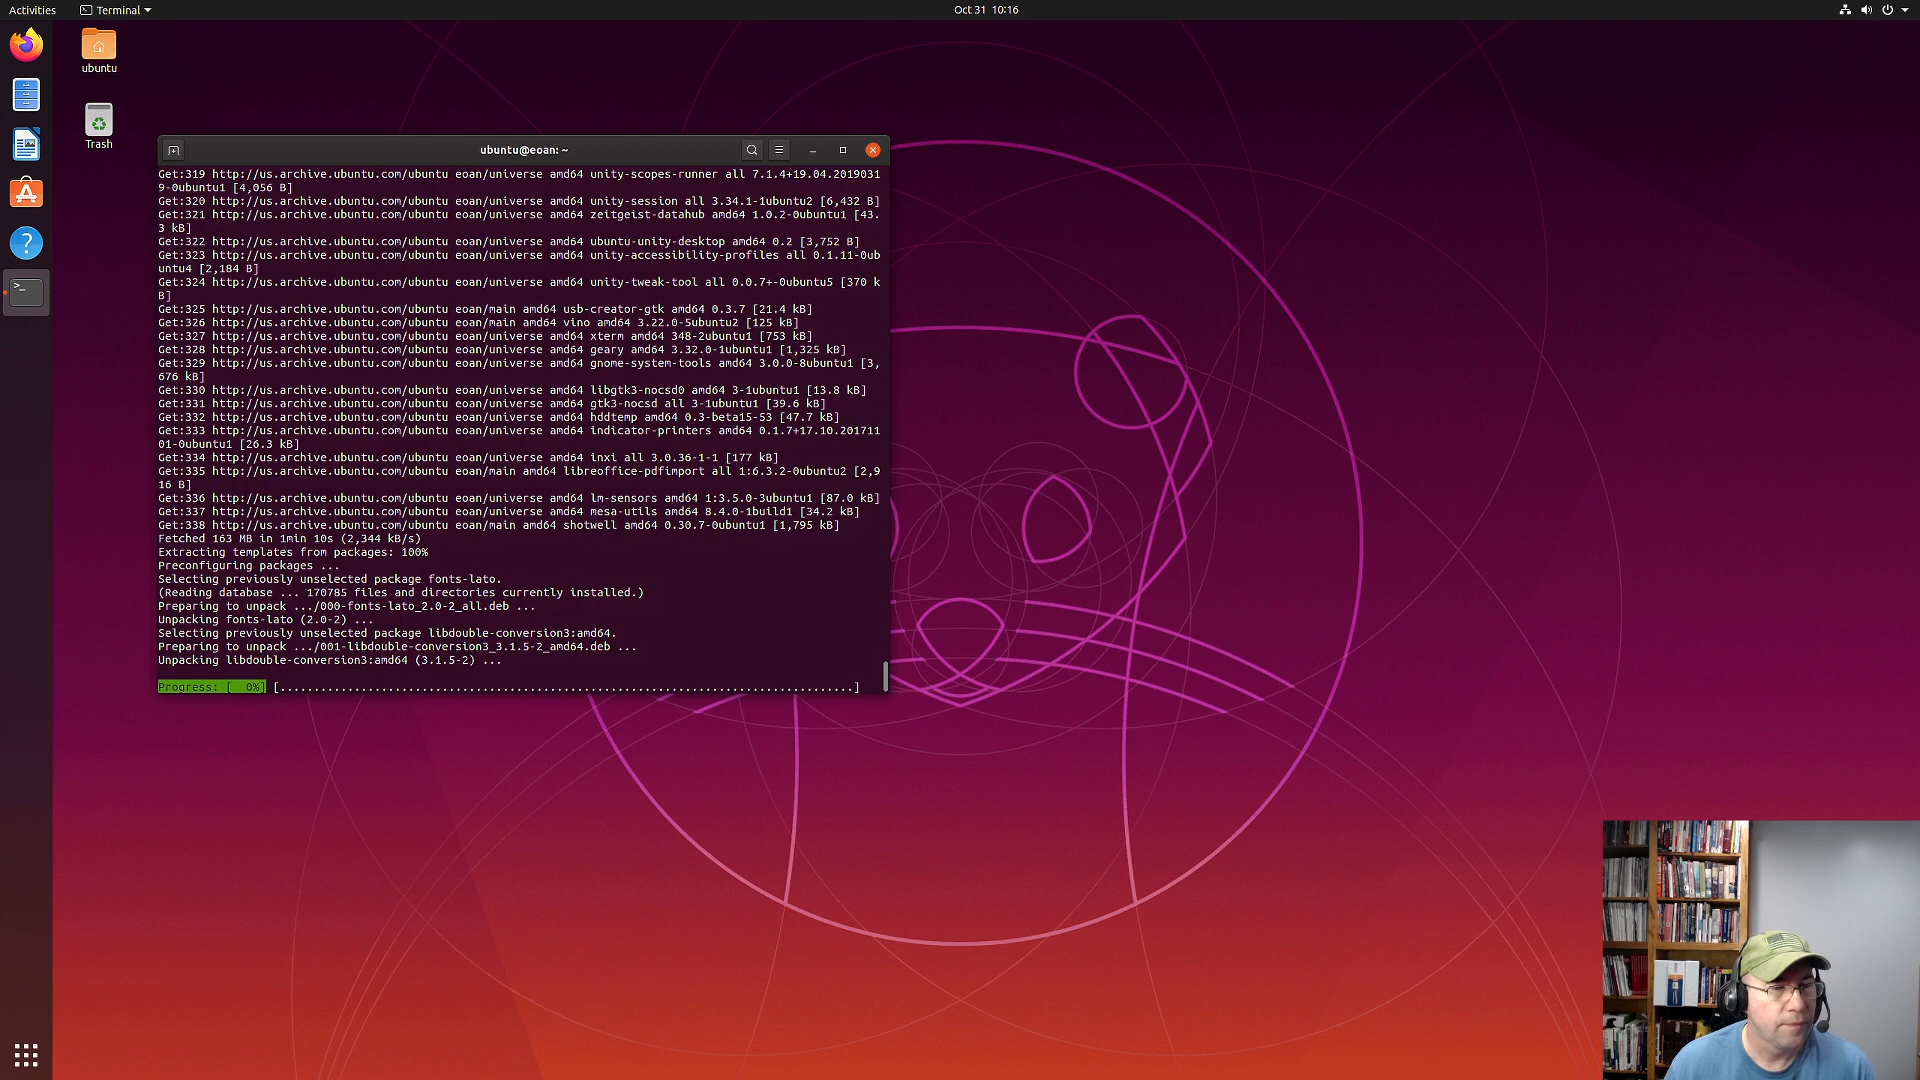 Activities
Terminal
Oct 31 10:16
ubuntu
Trash
ubuntu@eoan: ~
Get:319 http://us.archive.ubuntu.com/ubuntu eoan/universe amd64 unity-scopes-runner all 7.1.4+19.04.2019031
9-0ubuntu1 [4,056 B]
Get:320 http://us.archive.ubuntu.com/ubuntu eoan/universe amd64 unity-session all 3.34.1-1ubuntu2 [6,432 B]
Get:321 http://us.archive.ubuntu.com/ubuntu eoan/universe amd64 zeitgeist-datahub amd64 1.0.2-0ubuntu1 [43.
3 kB]
Get:322 http://us.archive.ubuntu.com/ubuntu eoan/universe amd64 ubuntu-unity-desktop amd64 0.2 [3,752 B]
Get:323 http://us.archive.ubuntu.com/ubuntu eoan/universe amd64 unity-accessibility-profiles all 0.1.11-0ub
untu4 [2,184 B]
Get:324 http://us.archive.ubuntu.com/ubuntu eoan/universe amd64 unity-tweak-tool all 0.0.7+-0ubuntu5 [370 k
B]
Get:325 http://us.archive.ubuntu.com/ubuntu eoan/main amd64 usb-creator-gtk amd64 0.3.7 [21.4 kB]
Get:326 http://us.archive.ubuntu.com/ubuntu eoan/main amd64 vino amd64 3.22.0-5ubuntu2 [125 kB]
Get:327 http://us.archive.ubuntu.com/ubuntu eoan/universe amd64 xterm amd64 348-2ubuntu1 [753 kB]
Get:328 http://us.archive.ubuntu.com/ubuntu eoan/universe amd64 geary amd64 3.32.0-1ubuntu1 [1,325 kB]
Get:329 http://us.archive.ubuntu.com/ubuntu eoan/universe amd64 gnome-system-tools amd64 3.0.0-8ubuntu1 [3,
676 kB]
Get:330 http://us.archive.ubuntu.com/ubuntu eoan/universe amd64 libgtk3-nocsd0 amd64 3-1ubuntu1 [13.8 kB]
Get:331 http://us.archive.ubuntu.com/ubuntu eoan/universe amd64 gtk3-nocsd all 3-1ubuntu1 [39.6 kB]
Get:332 http://us.archive.ubuntu.com/ubuntu eoan/universe amd64 hddtemp amd64 0.3-beta15-53 [47.7 kB]
Get:333 http://us.archive.ubuntu.com/ubuntu eoan/universe amd64 indicator-printers amd64 0.1.7+17.10.201711
01-0ubuntu1 [26.3 kB]
Get:334 http://us.archive.ubuntu.com/ubuntu eoan/universe amd64 inxi all 3.0.36-1-1 [177 kB]
Get:335 http://us.archive.ubuntu.com/ubuntu eoan/main amd64 libreoffice-pdfimport all 1:6.3.2-0ubuntu2 [2,9
16 B]
Get:336 http://us.archive.ubuntu.com/ubuntu eoan/universe amd64 lm-sensors amd64 1:3.5.0-3ubuntu1 [87.0 kB]
Get:337 http://us.archive.ubuntu.com/ubuntu eoan/universe amd64 mesa-utils amd64 8.4.0-1build1 [34.2 kB]
Get:338 http://us.archive.ubuntu.com/ubuntu eoan/main amd64 shotwell amd64 0.30.7-0ubuntu1 [1,795 kB]
Fetched 163 MB in 1min 10s (2,344 kB/s)
Extracting templates from packages: 100%
Preconfiguring packages ...
Selecting previously unselected package fonts-lato.
(Reading database ... 170785 files and directories currently installed.)
Preparing to unpack .../000-fonts-lato_2.0-2_all.deb ...
Unpacking fonts-lato (2.0-2) ...
Selecting previously unselected package libdouble-conversion3:amd64.
Preparing to unpack .../001-libdouble-conversion3_3.1.5-2_amd64.deb ...
Unpacking libdouble-conversion3:amd64 (3.1.5-2) ...
Progress: [  0%] [......................................................................................]